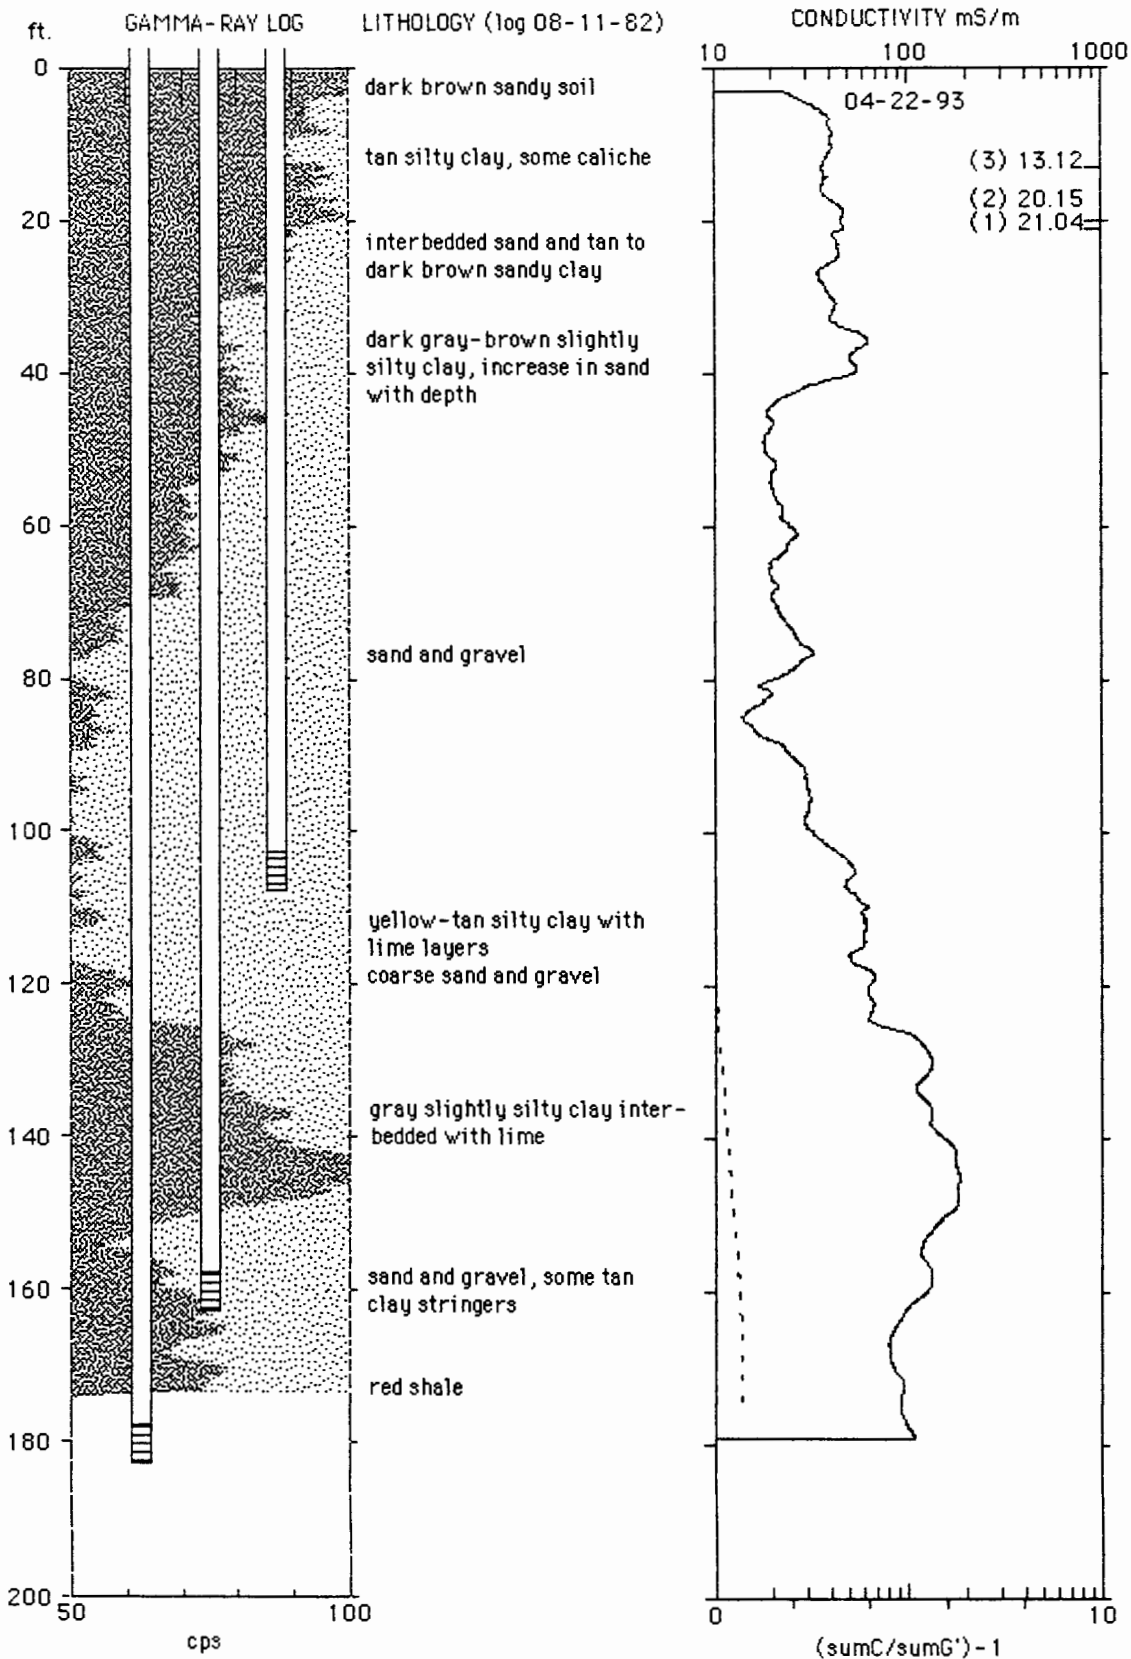 ft.
GAMMA-RAY LOG
LITHOLOGY (log 08-11-82)
CONDUCTIVITY mS/m
10 100 1000
0
dark brown sandy soil
04-22-93
tan silty clay, some caliche
(3) 13.12
(2) 20.15
20
(1) 21.04
interbedded sand and tan to
dark brown sandy clay
dark gray-brown slightly
silty clay, increase in sand
with depth
40
60
sand and gravel
80
100
yellow-tan silty clay with
lime layers
coarse sand and gravel
120
gray slightly silty clay inter-
bedded with lime
140
sand and gravel, some tan
clay stringers
160
red shale
180
200
50 100
cps
0 10
(sumC/sumG')-1